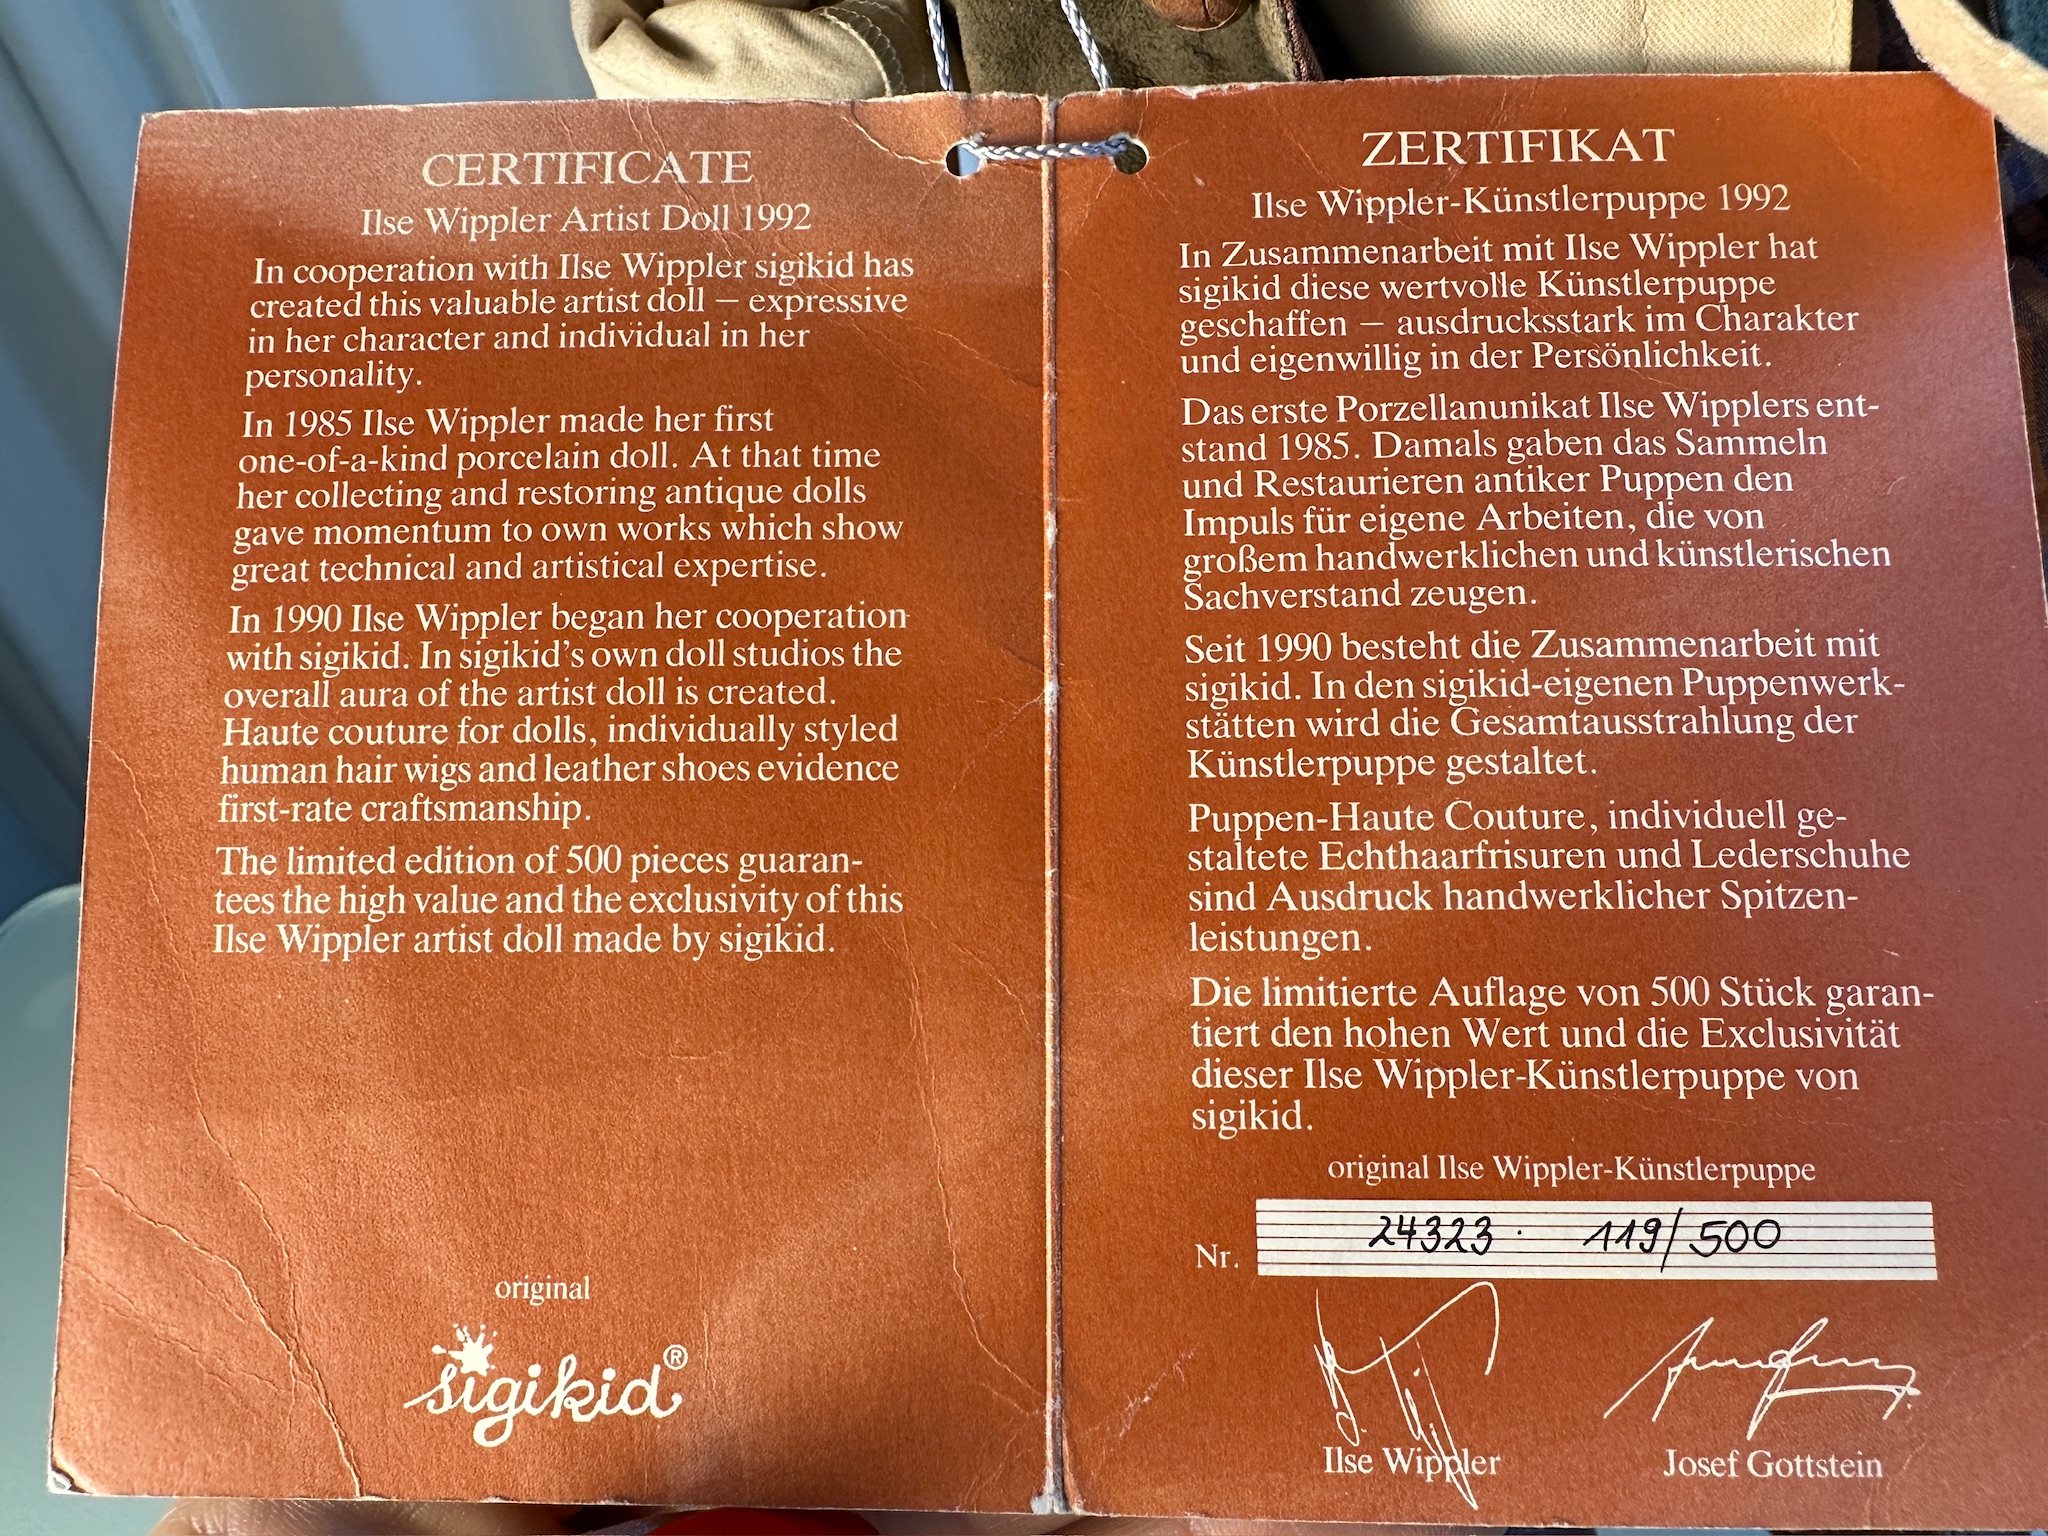 CERTIFICATE
Ilse Wippler Artist Doll 1992
In cooperation with Ilse Wippler sigikid has
created this valuable artist doll – expressive
in her character and individual in her
personality.
In 1985 Ilse Wippler made her first
one-of-a-kind porcelain doll. At that time
her collecting and restoring antique dolls
gave momentum to own works which show
great technical and artistical expertise.
In 1990 Ilse Wippler began her cooperation
with sigikid. In sigikid's own doll studios the
overall aura of the artist doll is created.
Haute couture for dolls, individually styled
human hair wigs and leather shoes evidence
first-rate craftsmanship.
The limited edition of 500 pieces guaran-
tees the high value and the exclusivity of this
Ilse Wippler artist doll made by sigikid.
original
sigikid®
ZERTIFIKAT
Ilse Wippler-Künstlerpuppe 1992
In Zusammenarbeit mit Ilse Wippler hat
sigikid diese wertvolle Künstlerpuppe
geschaffen – ausdrucksstark im Charakter
und eigenwillig in der Persönlichkeit.
Das erste Porzellanunikat Ilse Wipplers ent-
stand 1985. Damals gaben das Sammeln
und Restaurieren antiker Puppen den
Impuls für eigene Arbeiten, die von
großem handwerklichen und künstlerischen
Sachverstand zeugen.
Seit 1990 besteht die Zusammenarbeit mit
sigikid. In den sigikid-eigenen Puppenwerk-
stätten wird die Gesamtausstrahlung der
Künstlerpuppe gestaltet.
Puppen-Haute Couture, individuell ge-
staltete Echthaarfrisuren und Lederschuhe
sind Ausdruck handwerklicher Spitzen-
leistungen.
Die limitierte Auflage von 500 Stück garan-
tiert den hohen Wert und die Exclusivität
dieser Ilse Wippler-Künstlerpuppe von
sigikid.
original Ilse Wippler-Künstlerpuppe
Nr. 24323. 119/500
Ilse Wippler Josef Gottstein